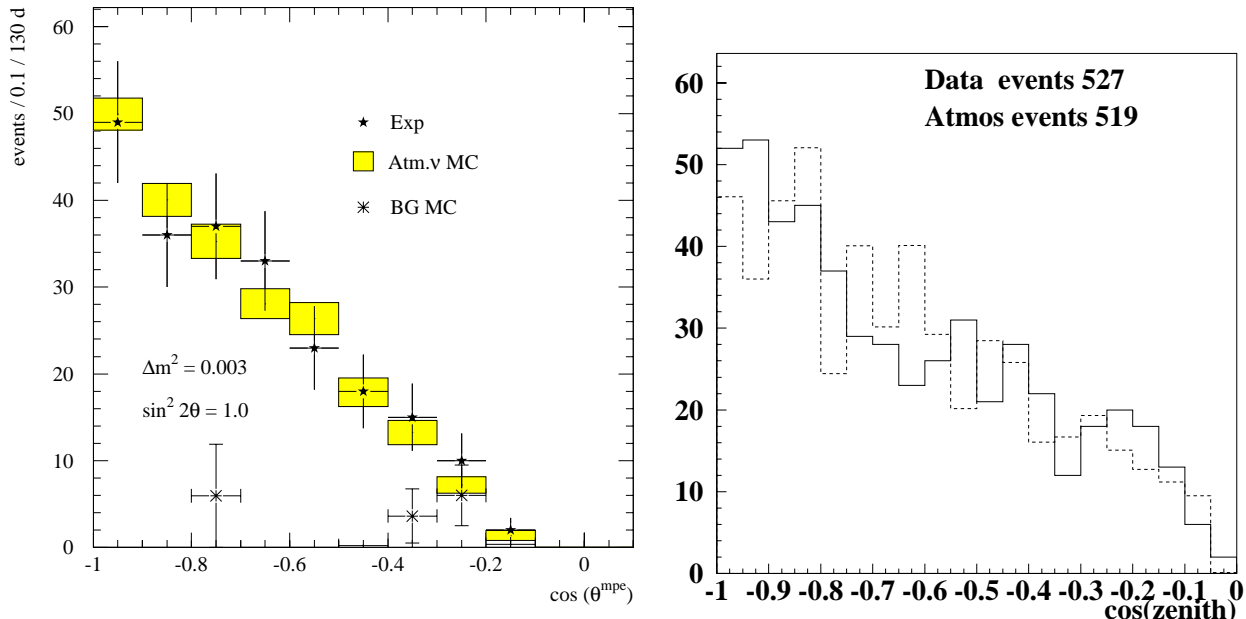 events / 0.1 / 130 d
60
50
40
30
20
10
0
Exp
Atm.ν MC
BG MC
Δm² = 0.003
sin² 2θ = 1.0
-1 -0.8 -0.6 -0.4 -0.2 0
cos (θ^mpe)
Data events 527
Atmos events 519
60
50
40
30
20
10
0
-1 -0.9 -0.8 -0.7 -0.6 -0.5 -0.4 -0.3 -0.2 -0.1 0
cos(zenith)